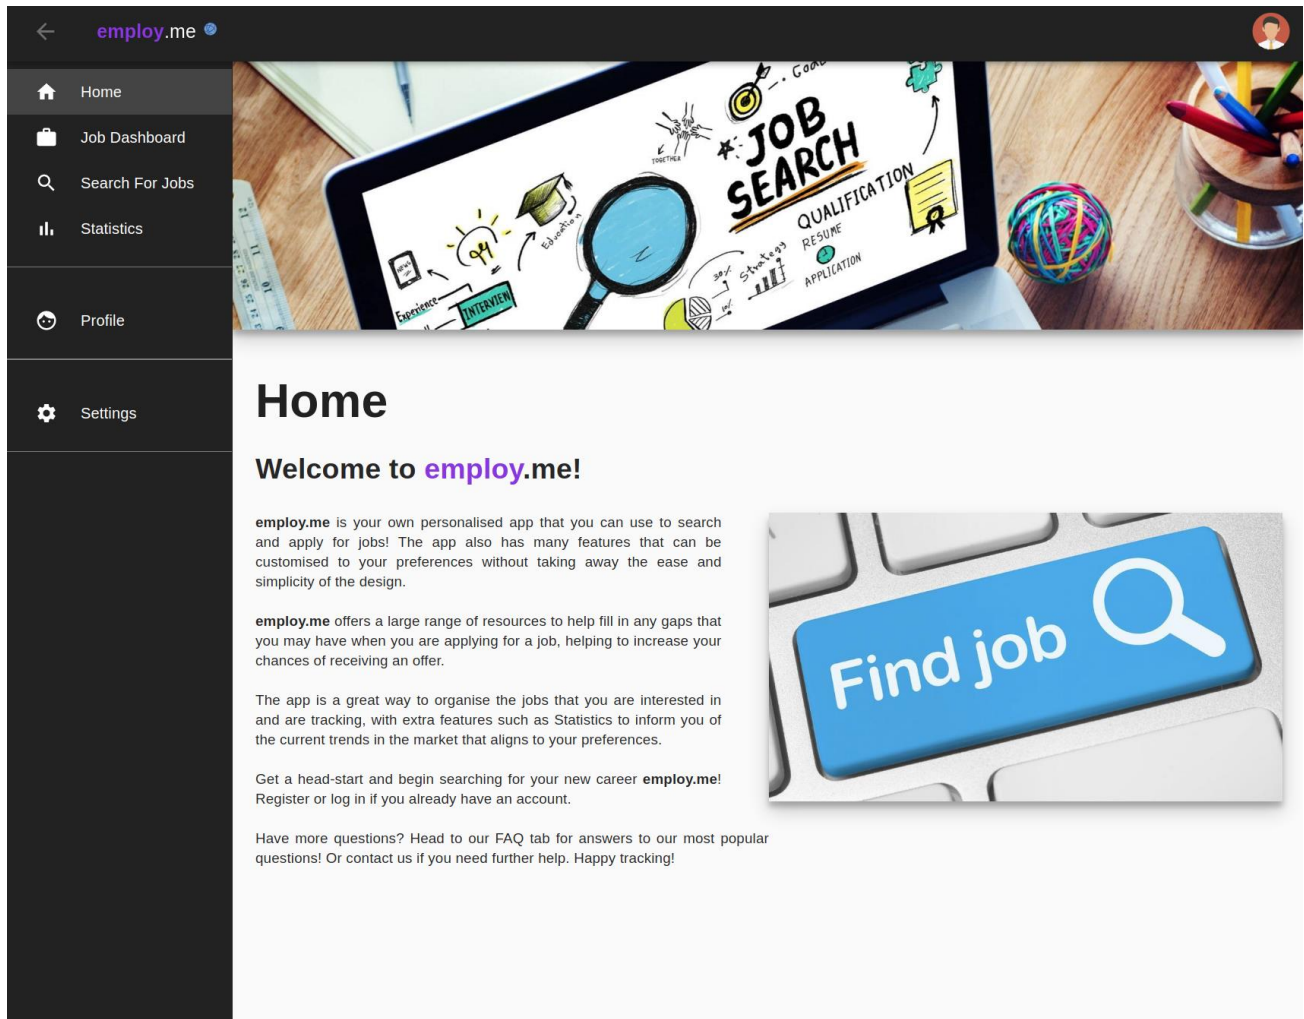 employ.me
Home
Job Dashboard
Search For Jobs
Statistics
Profile
Settings
GOAL
TOGETHER
JOB
SEARCH
QUALIFICATION
RESUME
APPLICATION
Education
Strategy
30%
10%
NEWS
Experience
INTERVIEW
Home
Welcome to employ.me!
employ.me is your own personalised app that you can use to search
and apply for jobs! The app also has many features that can be
customised to your preferences without taking away the ease and
simplicity of the design.
employ.me offers a large range of resources to help fill in any gaps that
you may have when you are applying for a job, helping to increase your
chances of receiving an offer.
The app is a great way to organise the jobs that you are interested in
and are tracking, with extra features such as Statistics to inform you of
the current trends in the market that aligns to your preferences.
Get a head-start and begin searching for your new career employ.me!
Register or log in if you already have an account.
Have more questions? Head to our FAQ tab for answers to our most popular
questions! Or contact us if you need further help. Happy tracking!
Find job